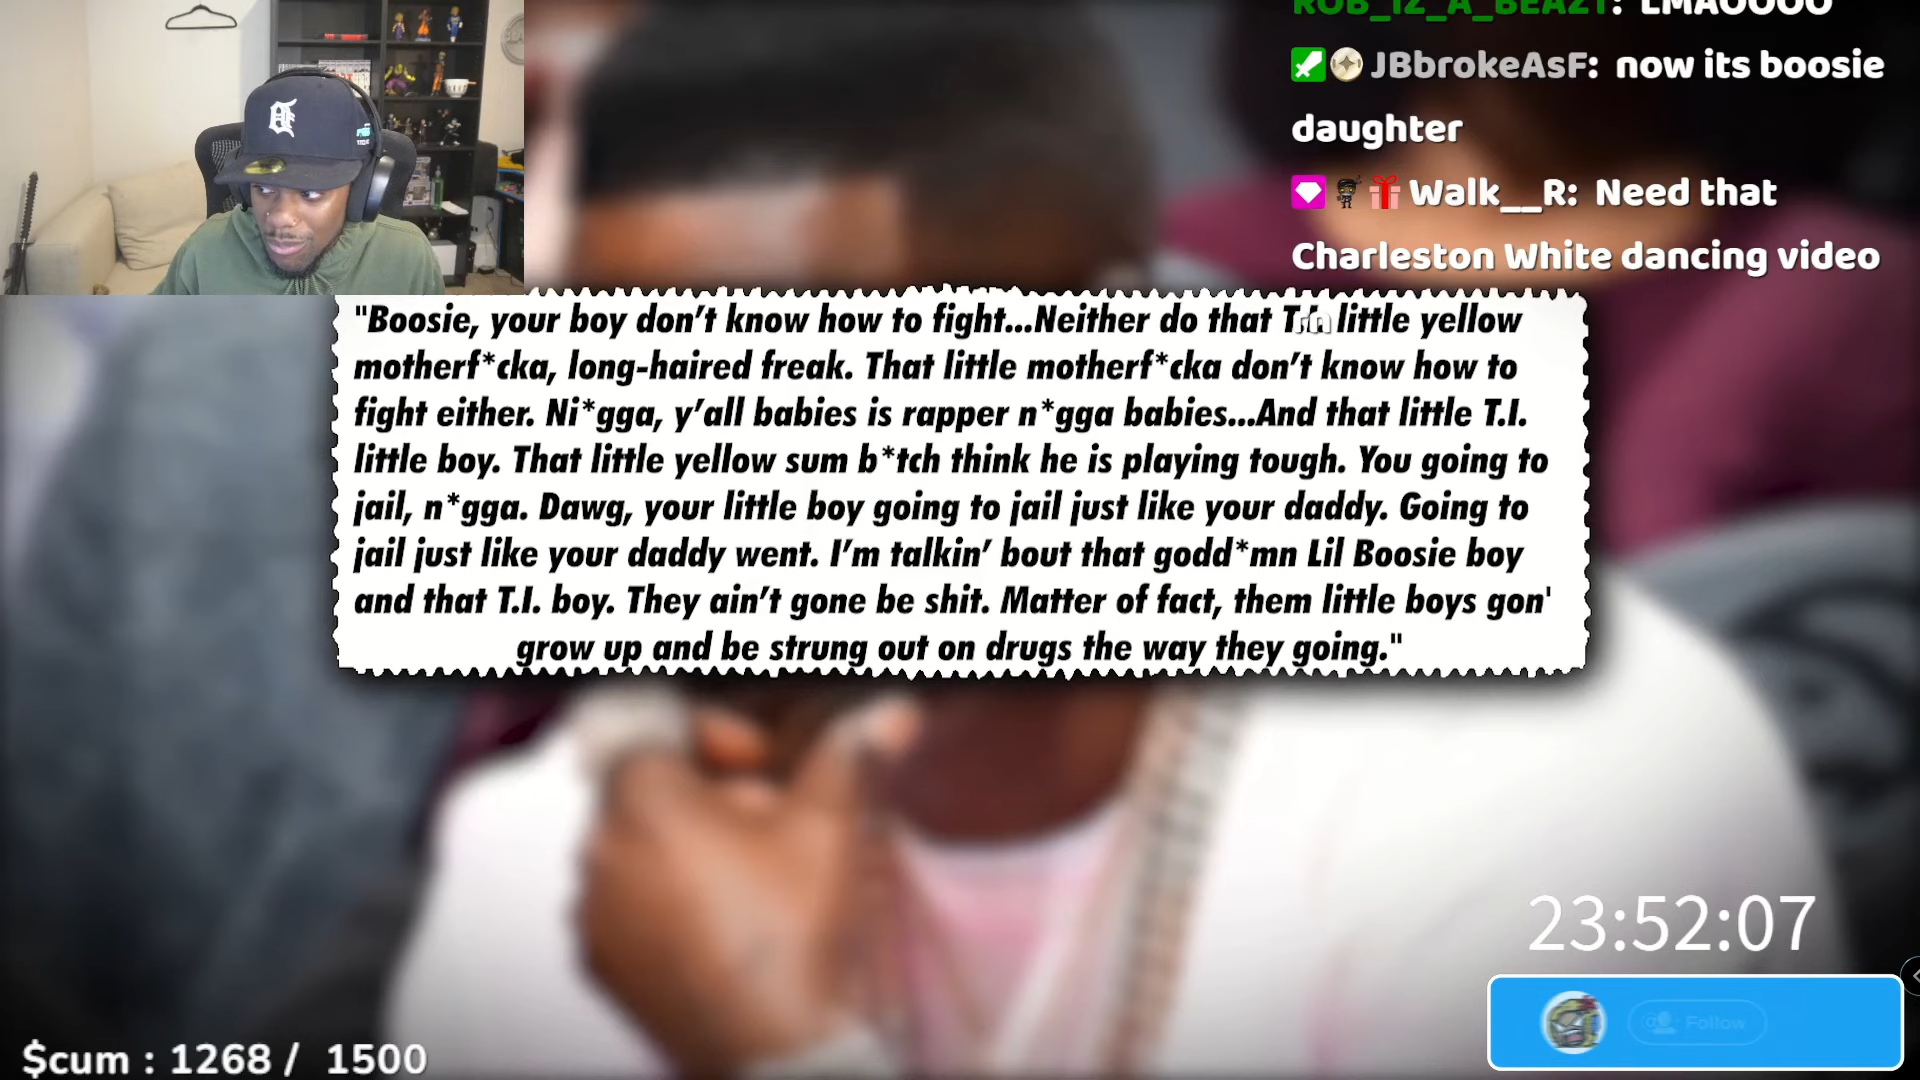 ROB_IZ_A_BEAZT: LMAOOOO
JBbrokeAsF: now its boosie
daughter
Walk__R: Need that
Charleston White dancing video
rn
"Boosie, your boy don't know how to fight...Neither do that T.I. little yellow
motherf*cka, long-haired freak. That little motherf*cka don't know how to
fight either. Ni*gga, y'all babies is rapper n*gga babies...And that little T.I.
little boy. That little yellow sum b*tch think he is playing tough. You going to
jail, n*gga. Dawg, your little boy going to jail just like your daddy. Going to
jail just like your daddy went. I'm talkin' bout that godd*mn Lil Boosie boy
and that T.I. boy. They ain't gone be shit. Matter of fact, them little boys gon'
grow up and be strung out on drugs the way they going."
23:52:07
Follow
$cum : 1268 / 1500